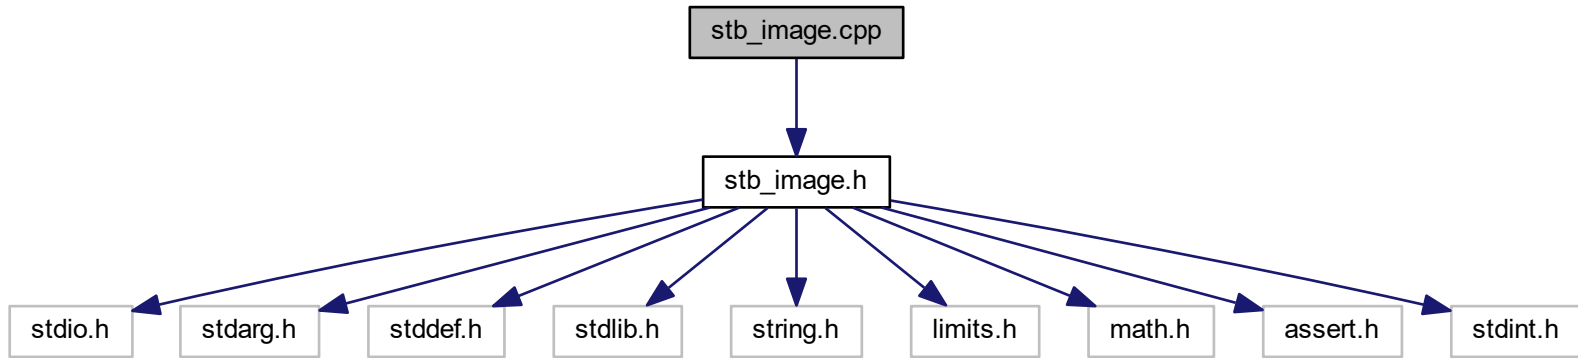 stb_image.cpp
stb_image.h
stdio.h
stdarg.h
stddef.h
stdlib.h
string.h
limits.h
math.h
assert.h
stdint.h